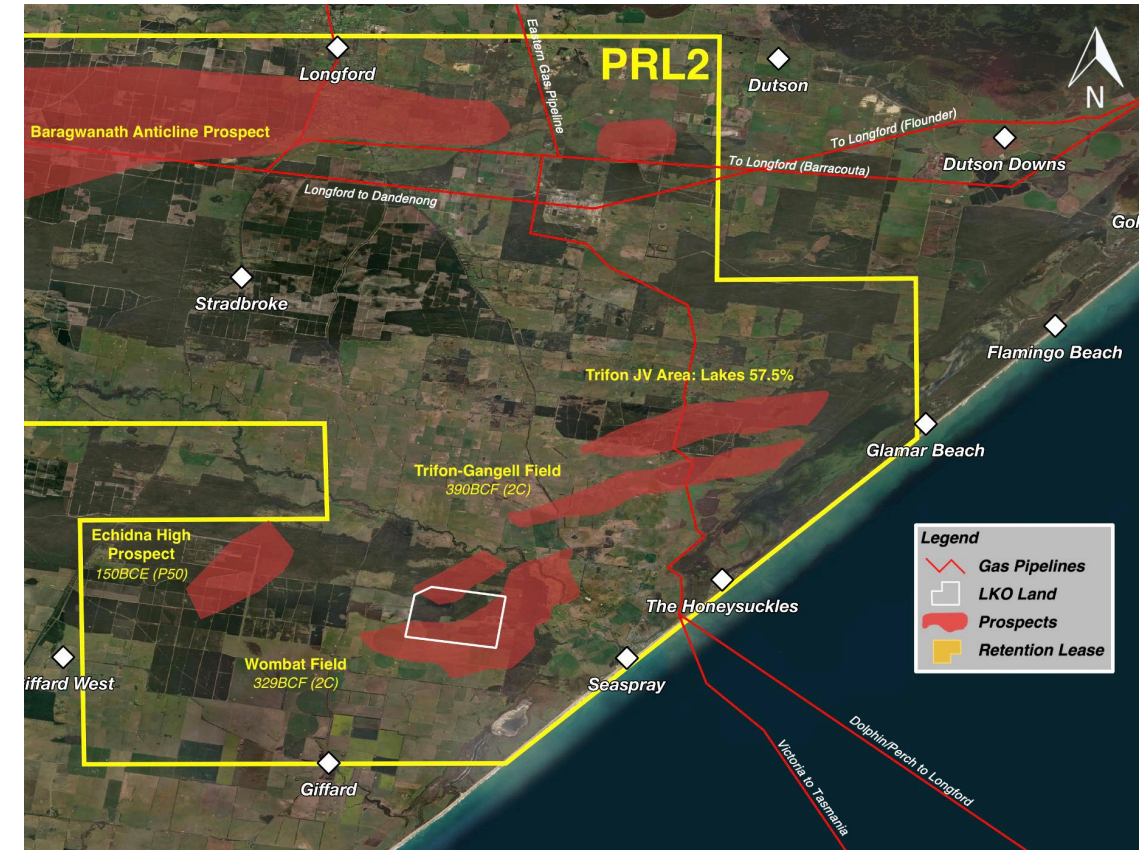 PRL2
Longford
Eastern Gas Pipeline
Dutson
N
To Longford (Flounder)
Baragwanath Anticline Prospect
Dutson Downs
To Longford (Barracouta)
Longford to Dandenong
Gol
Stradbroke
Flamingo Beach
Trifon JV Area: Lakes 57.5%
Glamar Beach
Trifon-Gangell Field
390BCF (2C)
Echidna High
Prospect
150BCE (P50)
Legend
Gas Pipelines
LKO Land
Prospects
Retention Lease
The Honeysuckles
Wombat Field
329BCF (2C)
iffard West
Seaspray
Dolphin/Perch to Longford
Victoria to Tasmania
Giffard